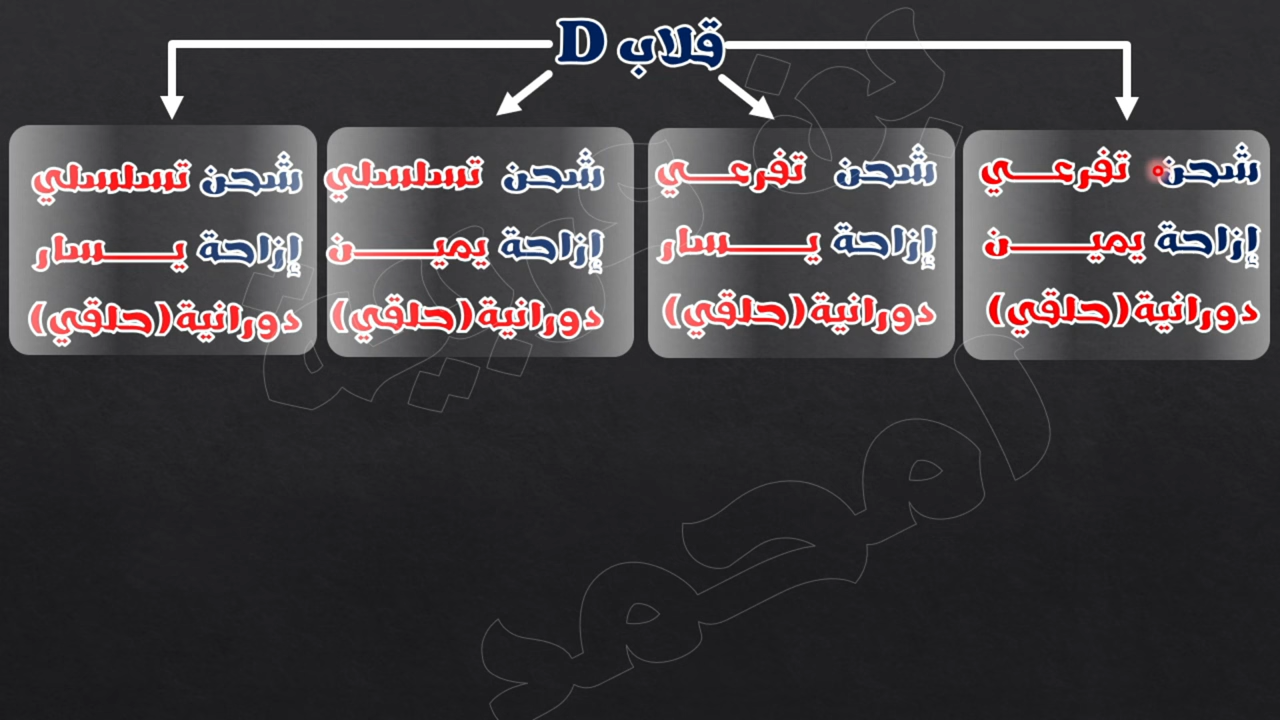 قلاب D
شحن تفرعي
إزاحة يمين
دورانية(حلقي)
شحن تفرعي
إزاحة يسار
دورانية(حلقي)
شحن تسلسلي
إزاحة يمين
دورانية(حلقي)
شحن تسلسلي
إزاحة يسار
دورانية(حلقي)